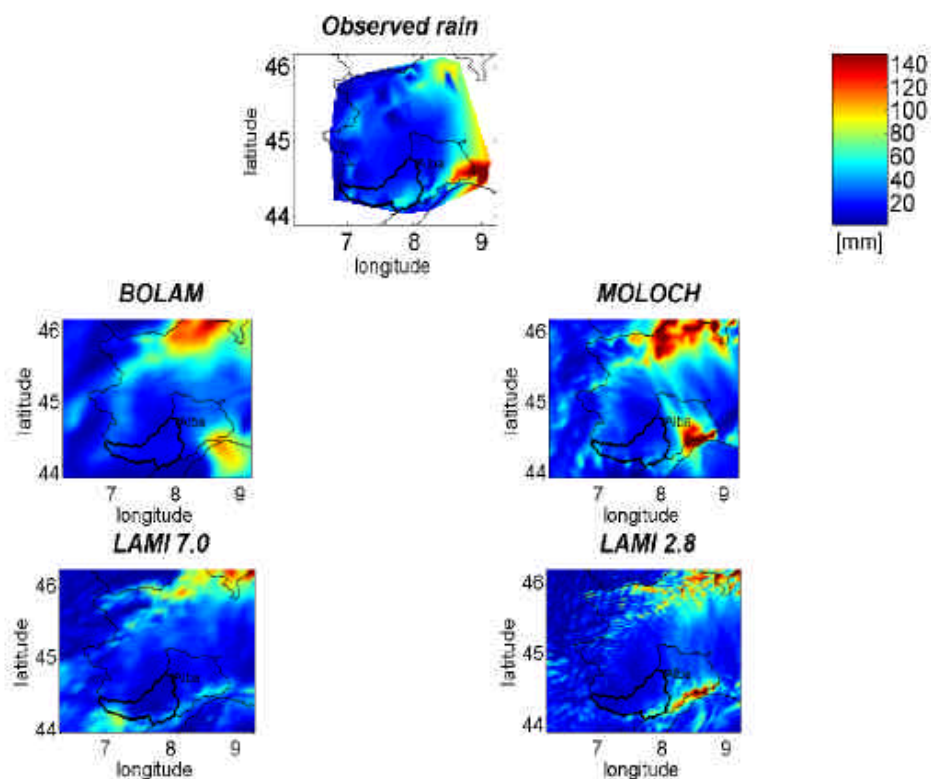 Observed rain
46
45
44
latitude
Alba
7 8 9
longitude
140
120
100
80
60
40
20
[mm]
BOLAM
46
45
44
latitude
Alba
7 8 9
longitude
MOLOCH
46
45
44
latitude
Alba
7 8 9
longitude
LAMI 7.0
46
45
44
latitude
Alba
7 8 9
longitude
LAMI 2.8
46
45
44
latitude
Alba
7 8 9
longitude